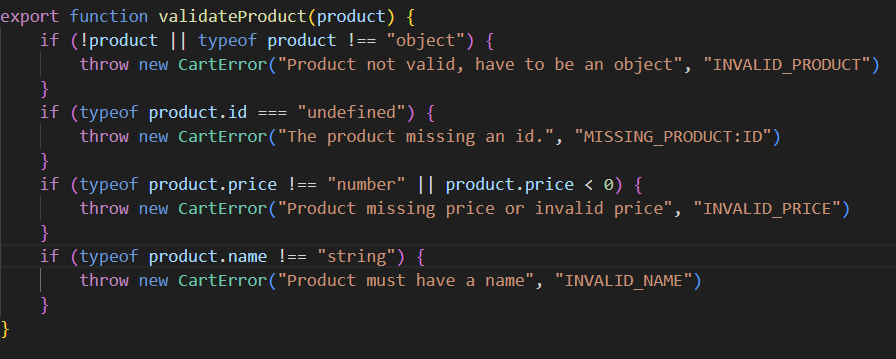 export function validateProduct(product) {
    if (!product || typeof product !== "object") {
        throw new CartError("Product not valid, have to be an object", "INVALID_PRODUCT")
    }
    if (typeof product.id === "undefined") {
        throw new CartError("The product missing an id.", "MISSING_PRODUCT:ID")
    }
    if (typeof product.price !== "number" || product.price < 0) {
        throw new CartError("Product missing price or invalid price", "INVALID_PRICE")
    }
    if (typeof product.name !== "string") {
        throw new CartError("Product must have a name", "INVALID_NAME")
    }
}